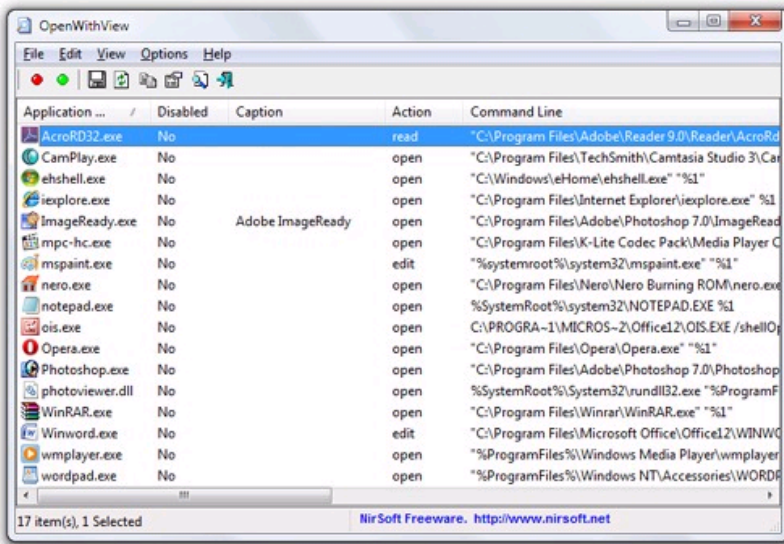 OpenWithView
File Edit View Options Help
Application ... / Disabled Caption Action Command Line
AcroRD32.exe No read "C:\Program Files\Adobe\Reader 9.0\Reader\AcroRd
CamPlay.exe No open "C:\Program Files\TechSmith\Camtasia Studio 3\Ca
ehshell.exe No open "C:\Windows\eHome\ehshell.exe" "%1"
iexplore.exe No open "C:\Program Files\Internet Explorer\iexplore.exe" %1
ImageReady.exe No Adobe ImageReady open "C:\Program Files\Adobe\Photoshop 7.0\ImageRead
mpc-hc.exe No open "C:\Program Files\K-Lite Codec Pack\Media Player C
mspaint.exe No edit "%systemroot%\system32\mspaint.exe" "%1"
nero.exe No open "C:\Program Files\Nero\Nero Burning ROM\nero.exe
notepad.exe No open %SystemRoot%\system32\NOTEPAD.EXE %1
ois.exe No open C:\PROGRA~1\MICROS~2\Office12\OIS.EXE /shellOp
Opera.exe No open "C:\Program Files\Opera\Opera.exe" "%1"
Photoshop.exe No open "C:\Program Files\Adobe\Photoshop 7.0\Photoshop
photoviewer.dll No open %SystemRoot%\System32\rundll32.exe "%ProgramF
WinRAR.exe No open "C:\Program Files\Winrar\WinRAR.exe" "%1"
Winword.exe No edit "C:\Program Files\Microsoft Office\Office12\WINWO
wmplayer.exe No open "%ProgramFiles%\Windows Media Player\wmplayer
wordpad.exe No open "%ProgramFiles%\Windows NT\Accessories\WORDP
17 item(s), 1 Selected NirSoft Freeware. http://www.nirsoft.net